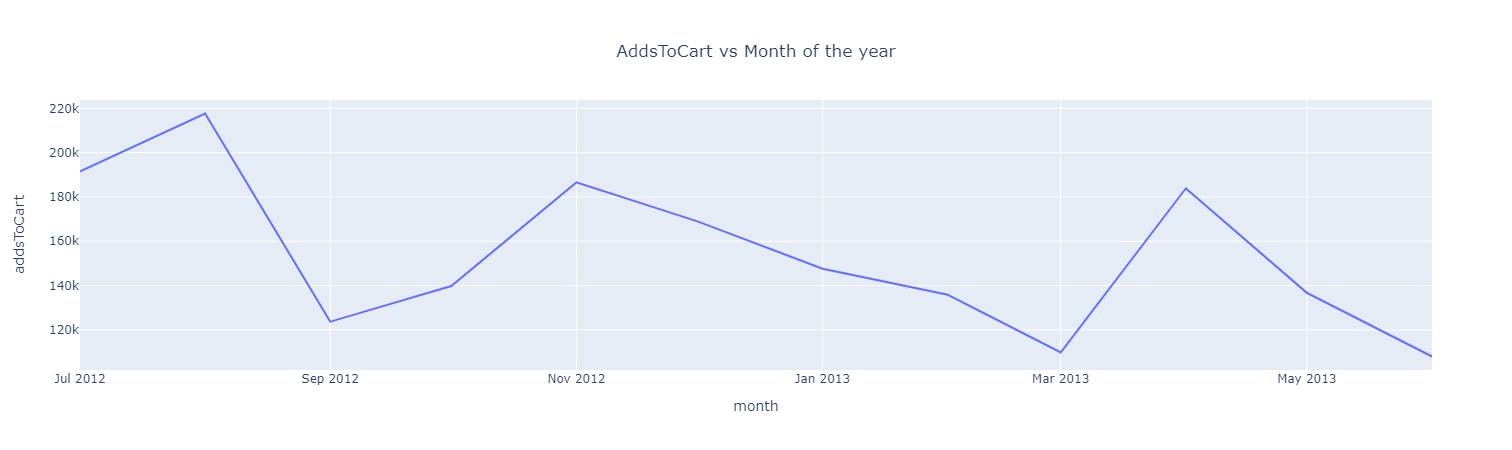 AddsToCart vs Month of the year
220k
200k
180k
160k
140k
120k
addsToCart
Jul 2012 Sep 2012 Nov 2012 Jan 2013 Mar 2013 May 2013
month